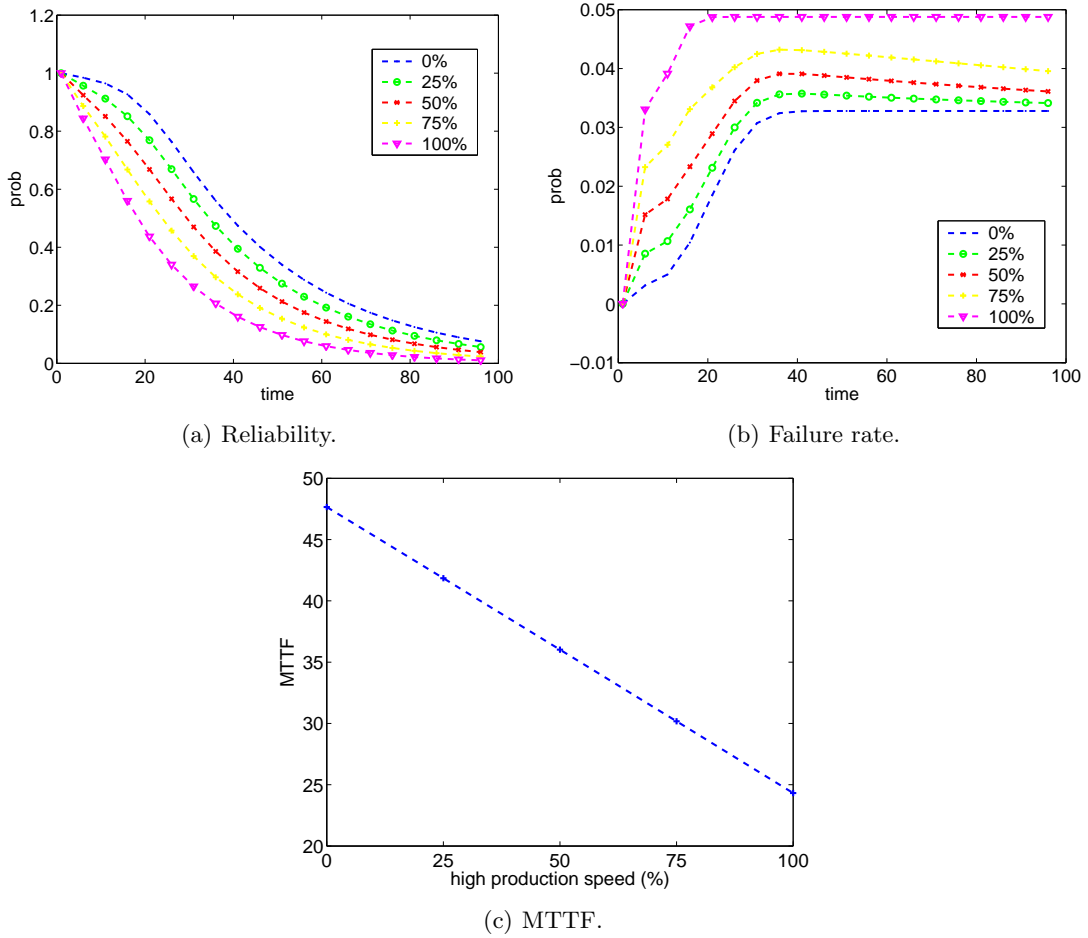 1.2
1
0.8
0.6
0.4
0.2
0
prob
0 20 40 60 80 100
time
0%
25%
50%
75%
100%
(a) Reliability.
0.05
0.04
0.03
0.02
0.01
0
−0.01
prob
0 20 40 60 80 100
time
0%
25%
50%
75%
100%
(b) Failure rate.
50
45
40
35
30
25
20
MTTF
0 25 50 75 100
high production speed (%)
(c) MTTF.